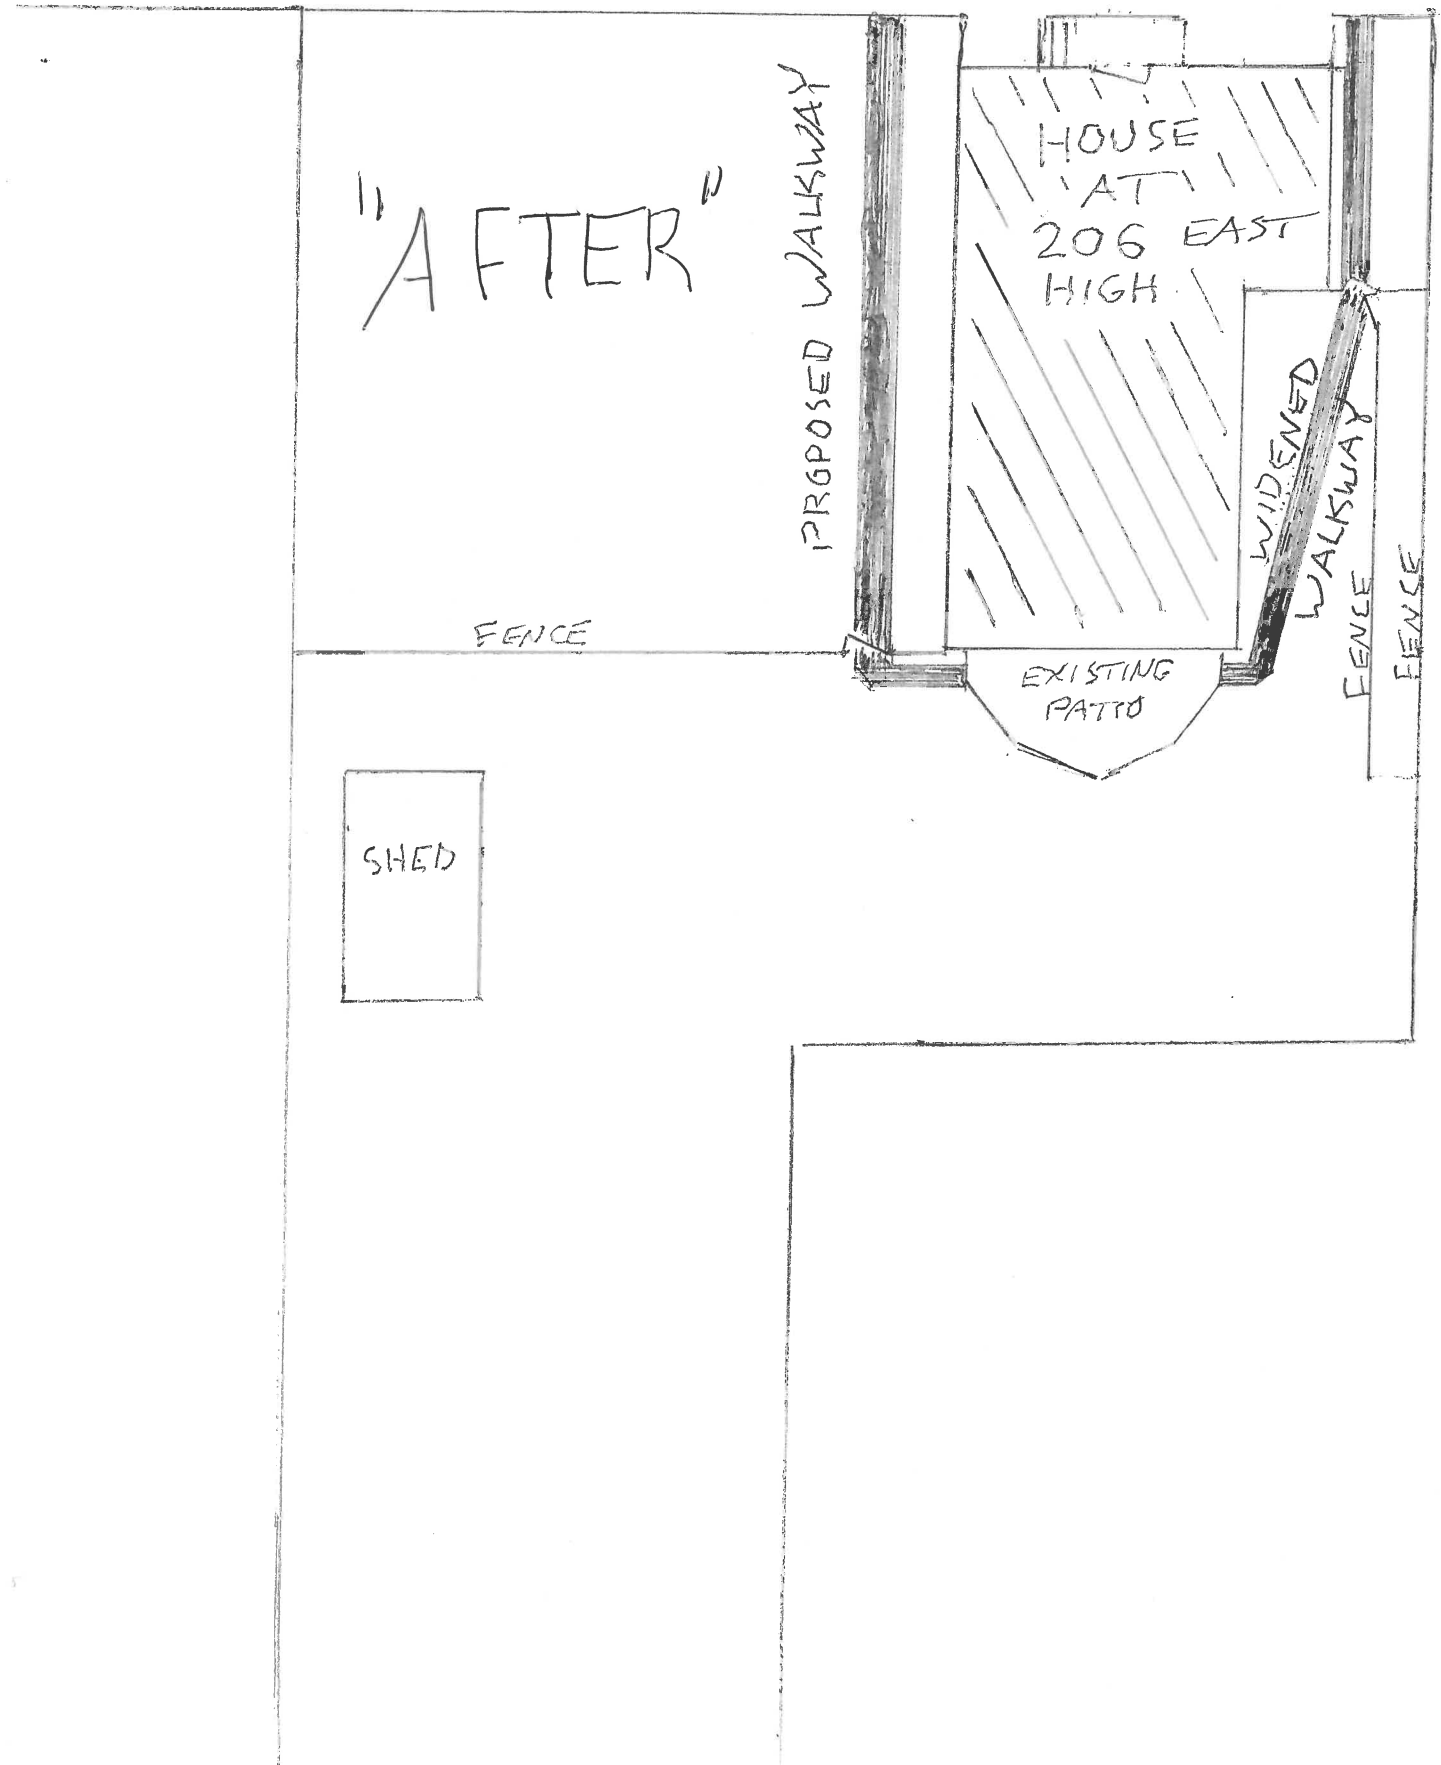 "AFTER"
PROPOSED WALKWAY
HOUSE
AT
206 EAST
HIGH
WIDENED
WALKWAY
FENCE
FENCE
FENCE
EXISTING
PATIO
SHED